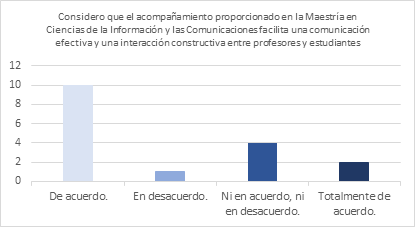 Considero que el acompañamiento proporcionado en la Maestría en
Ciencias de la Información y las Comunicaciones facilita una comunicación
efectiva y una interacción constructiva entre profesores y estudiantes
12
10
8
6
4
2
0
De acuerdo.
En desacuerdo.
Ni en acuerdo, ni
en desacuerdo.
Totalmente de
acuerdo.